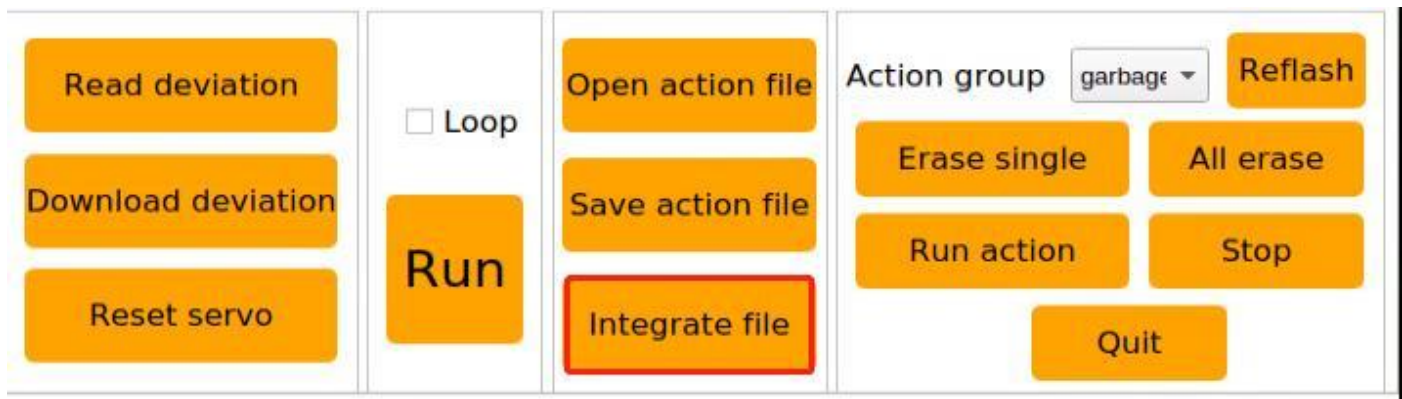 Read deviation
Download deviation
Reset servo
Loop
Run
Open action file
Save action file
Integrate file
Action group garbage Reflash
Erase single All erase
Run action Stop
Quit